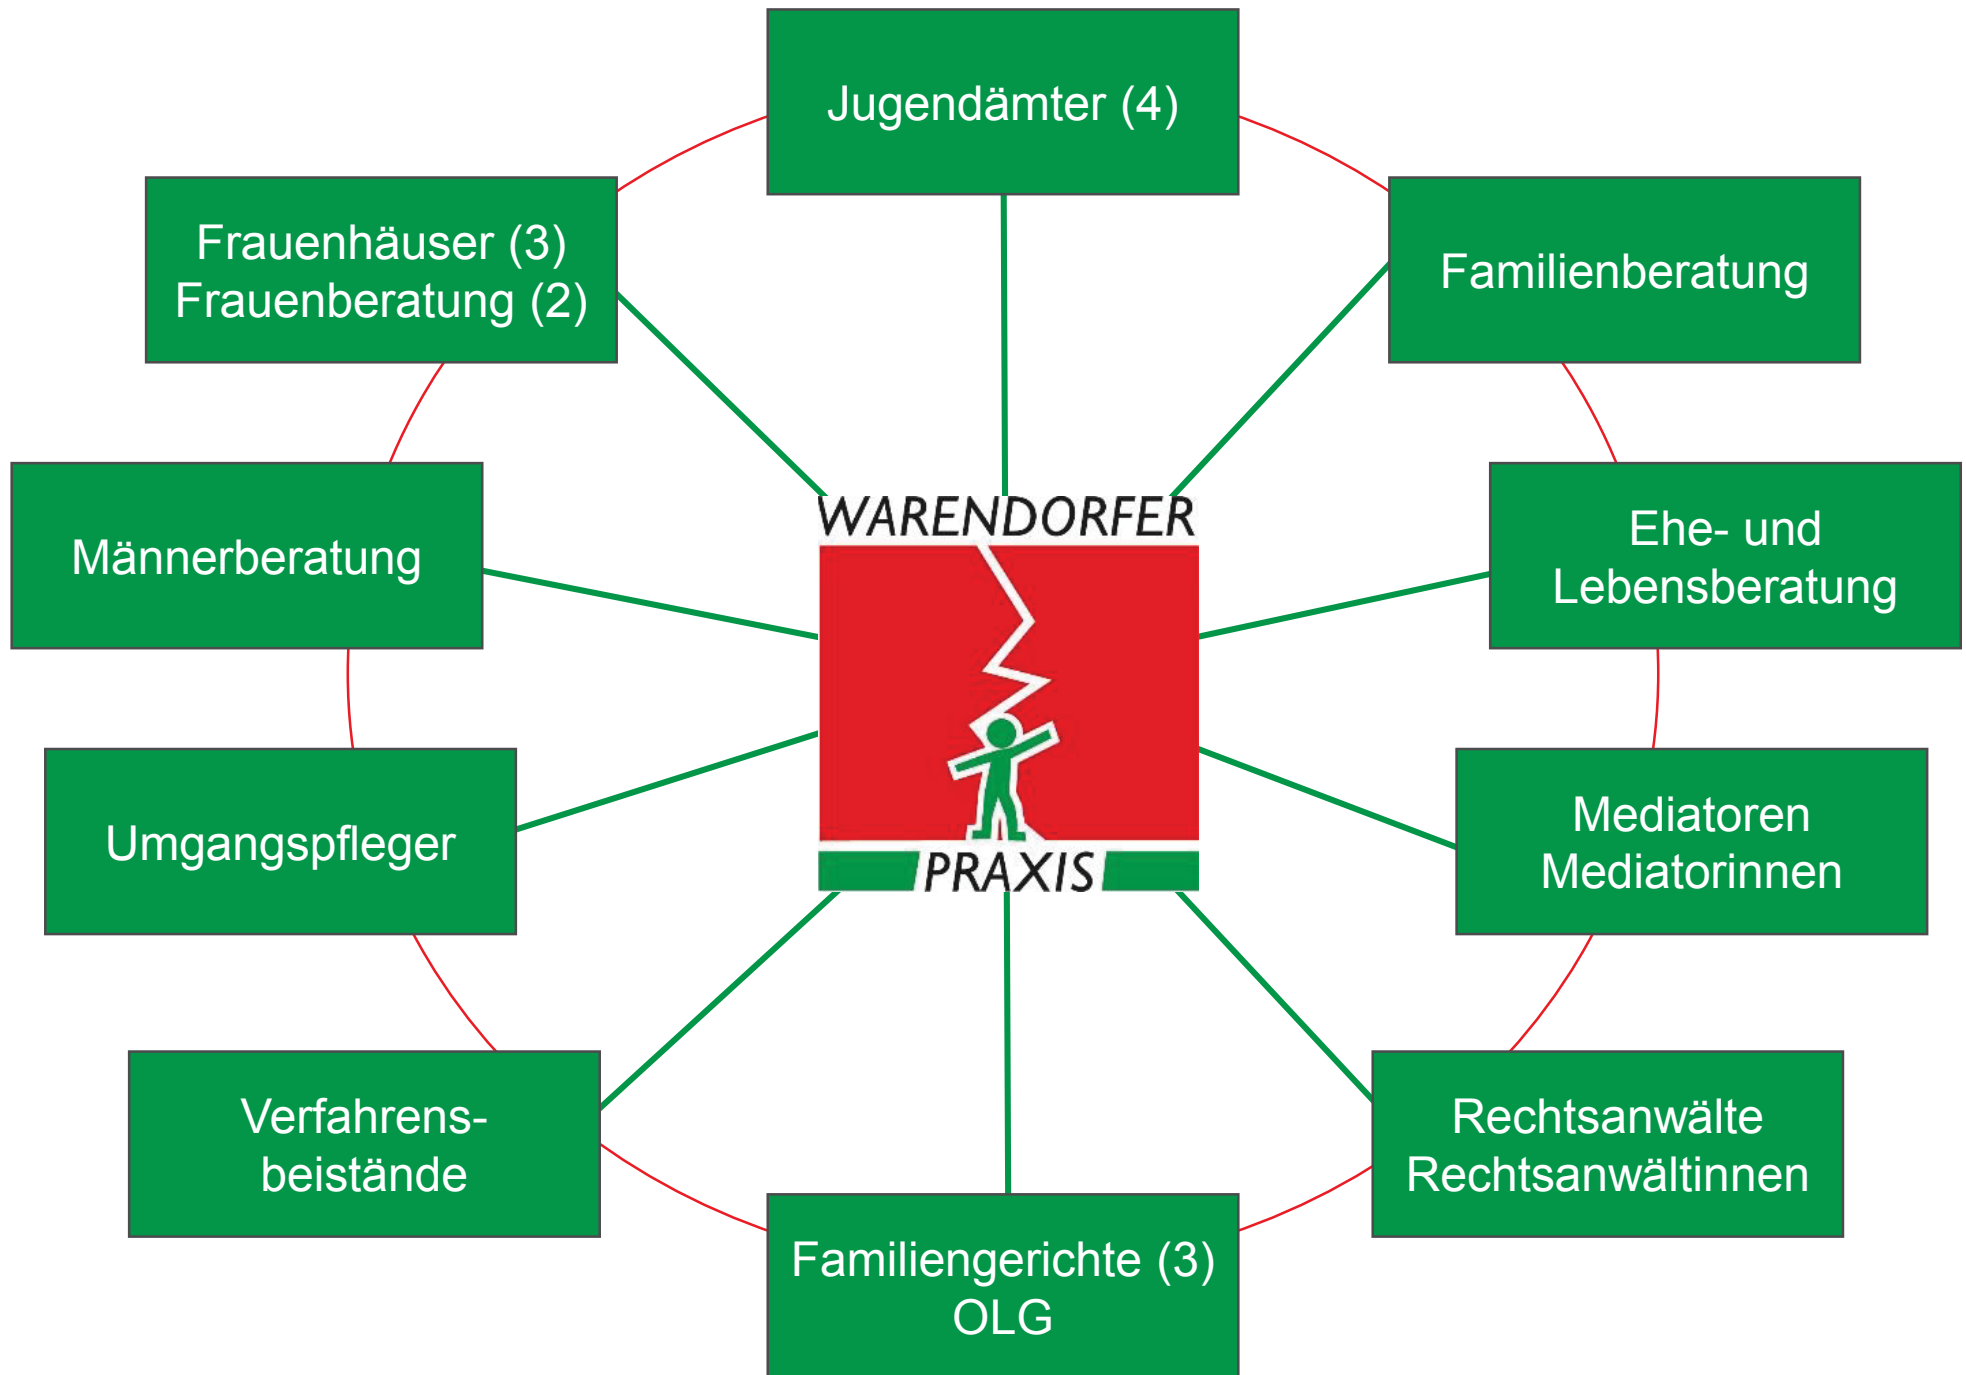 Jugendämter (4)
Frauenhäuser (3)
Frauenberatung (2)
Familienberatung
Männerberatung
WARENDORFER
PRAXIS
Ehe- und
Lebensberatung
Umgangspfleger
Mediatoren
Mediatorinnen
Verfahrens-
beistände
Rechtsanwälte
Rechtsanwältinnen
Familiengerichte (3)
OLG